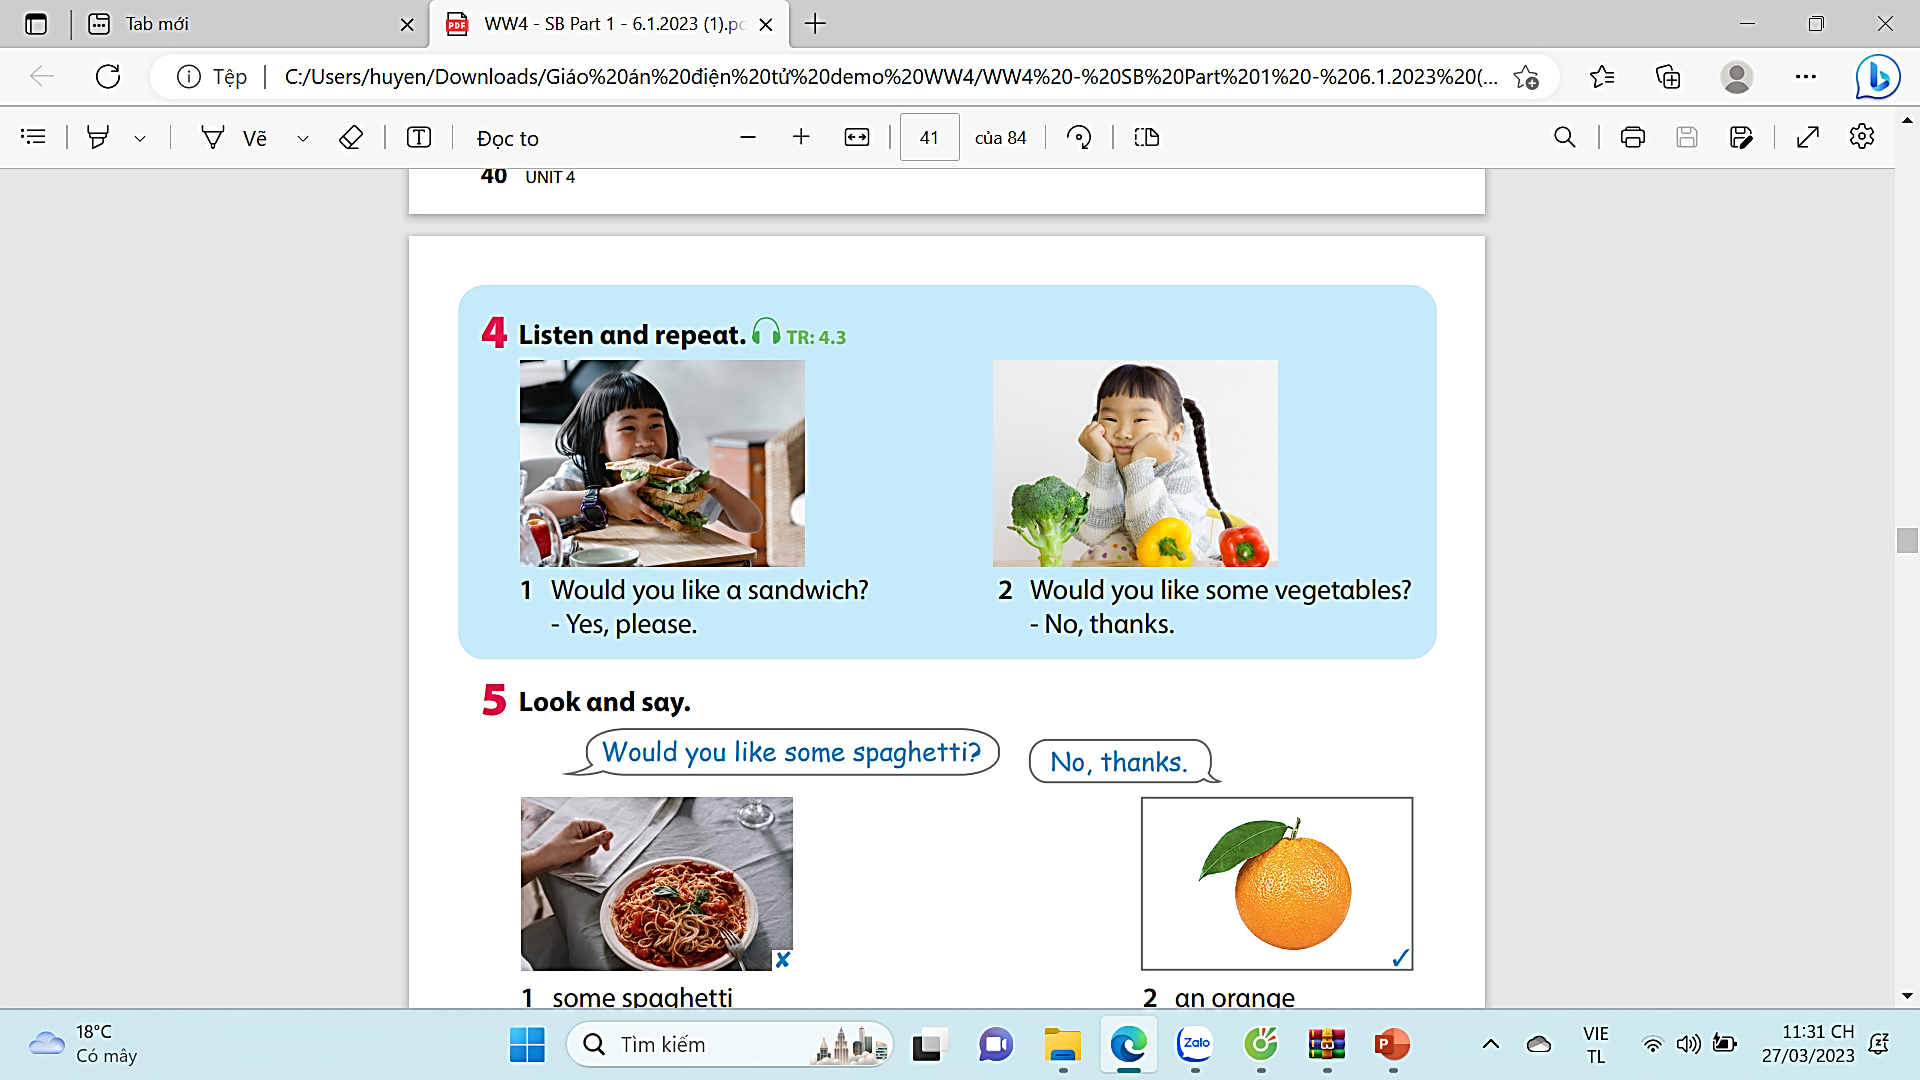 Tab mới
WW4 - SB Part 1 - 6.1.2023 (1).pd
Tệp
C:/Users/huyen/Downloads/Giáo%20án%20điện%20tử%20demo%20WW4/WW4%20-%20SB%20Part%201%20-%206.1.2023%20(...
Vẽ
Đọc to
41
của 84
40 UNIT 4
4 Listen and repeat. TR: 4.3
1 Would you like a sandwich?
- Yes, please.
2 Would you like some vegetables?
- No, thanks.
5 Look and say.
Would you like some spaghetti?
No, thanks.
1 some spaghetti
2 an orange
18°C
Có mây
Tìm kiếm
Zalo
VIE
TL
11:31 CH
27/03/2023